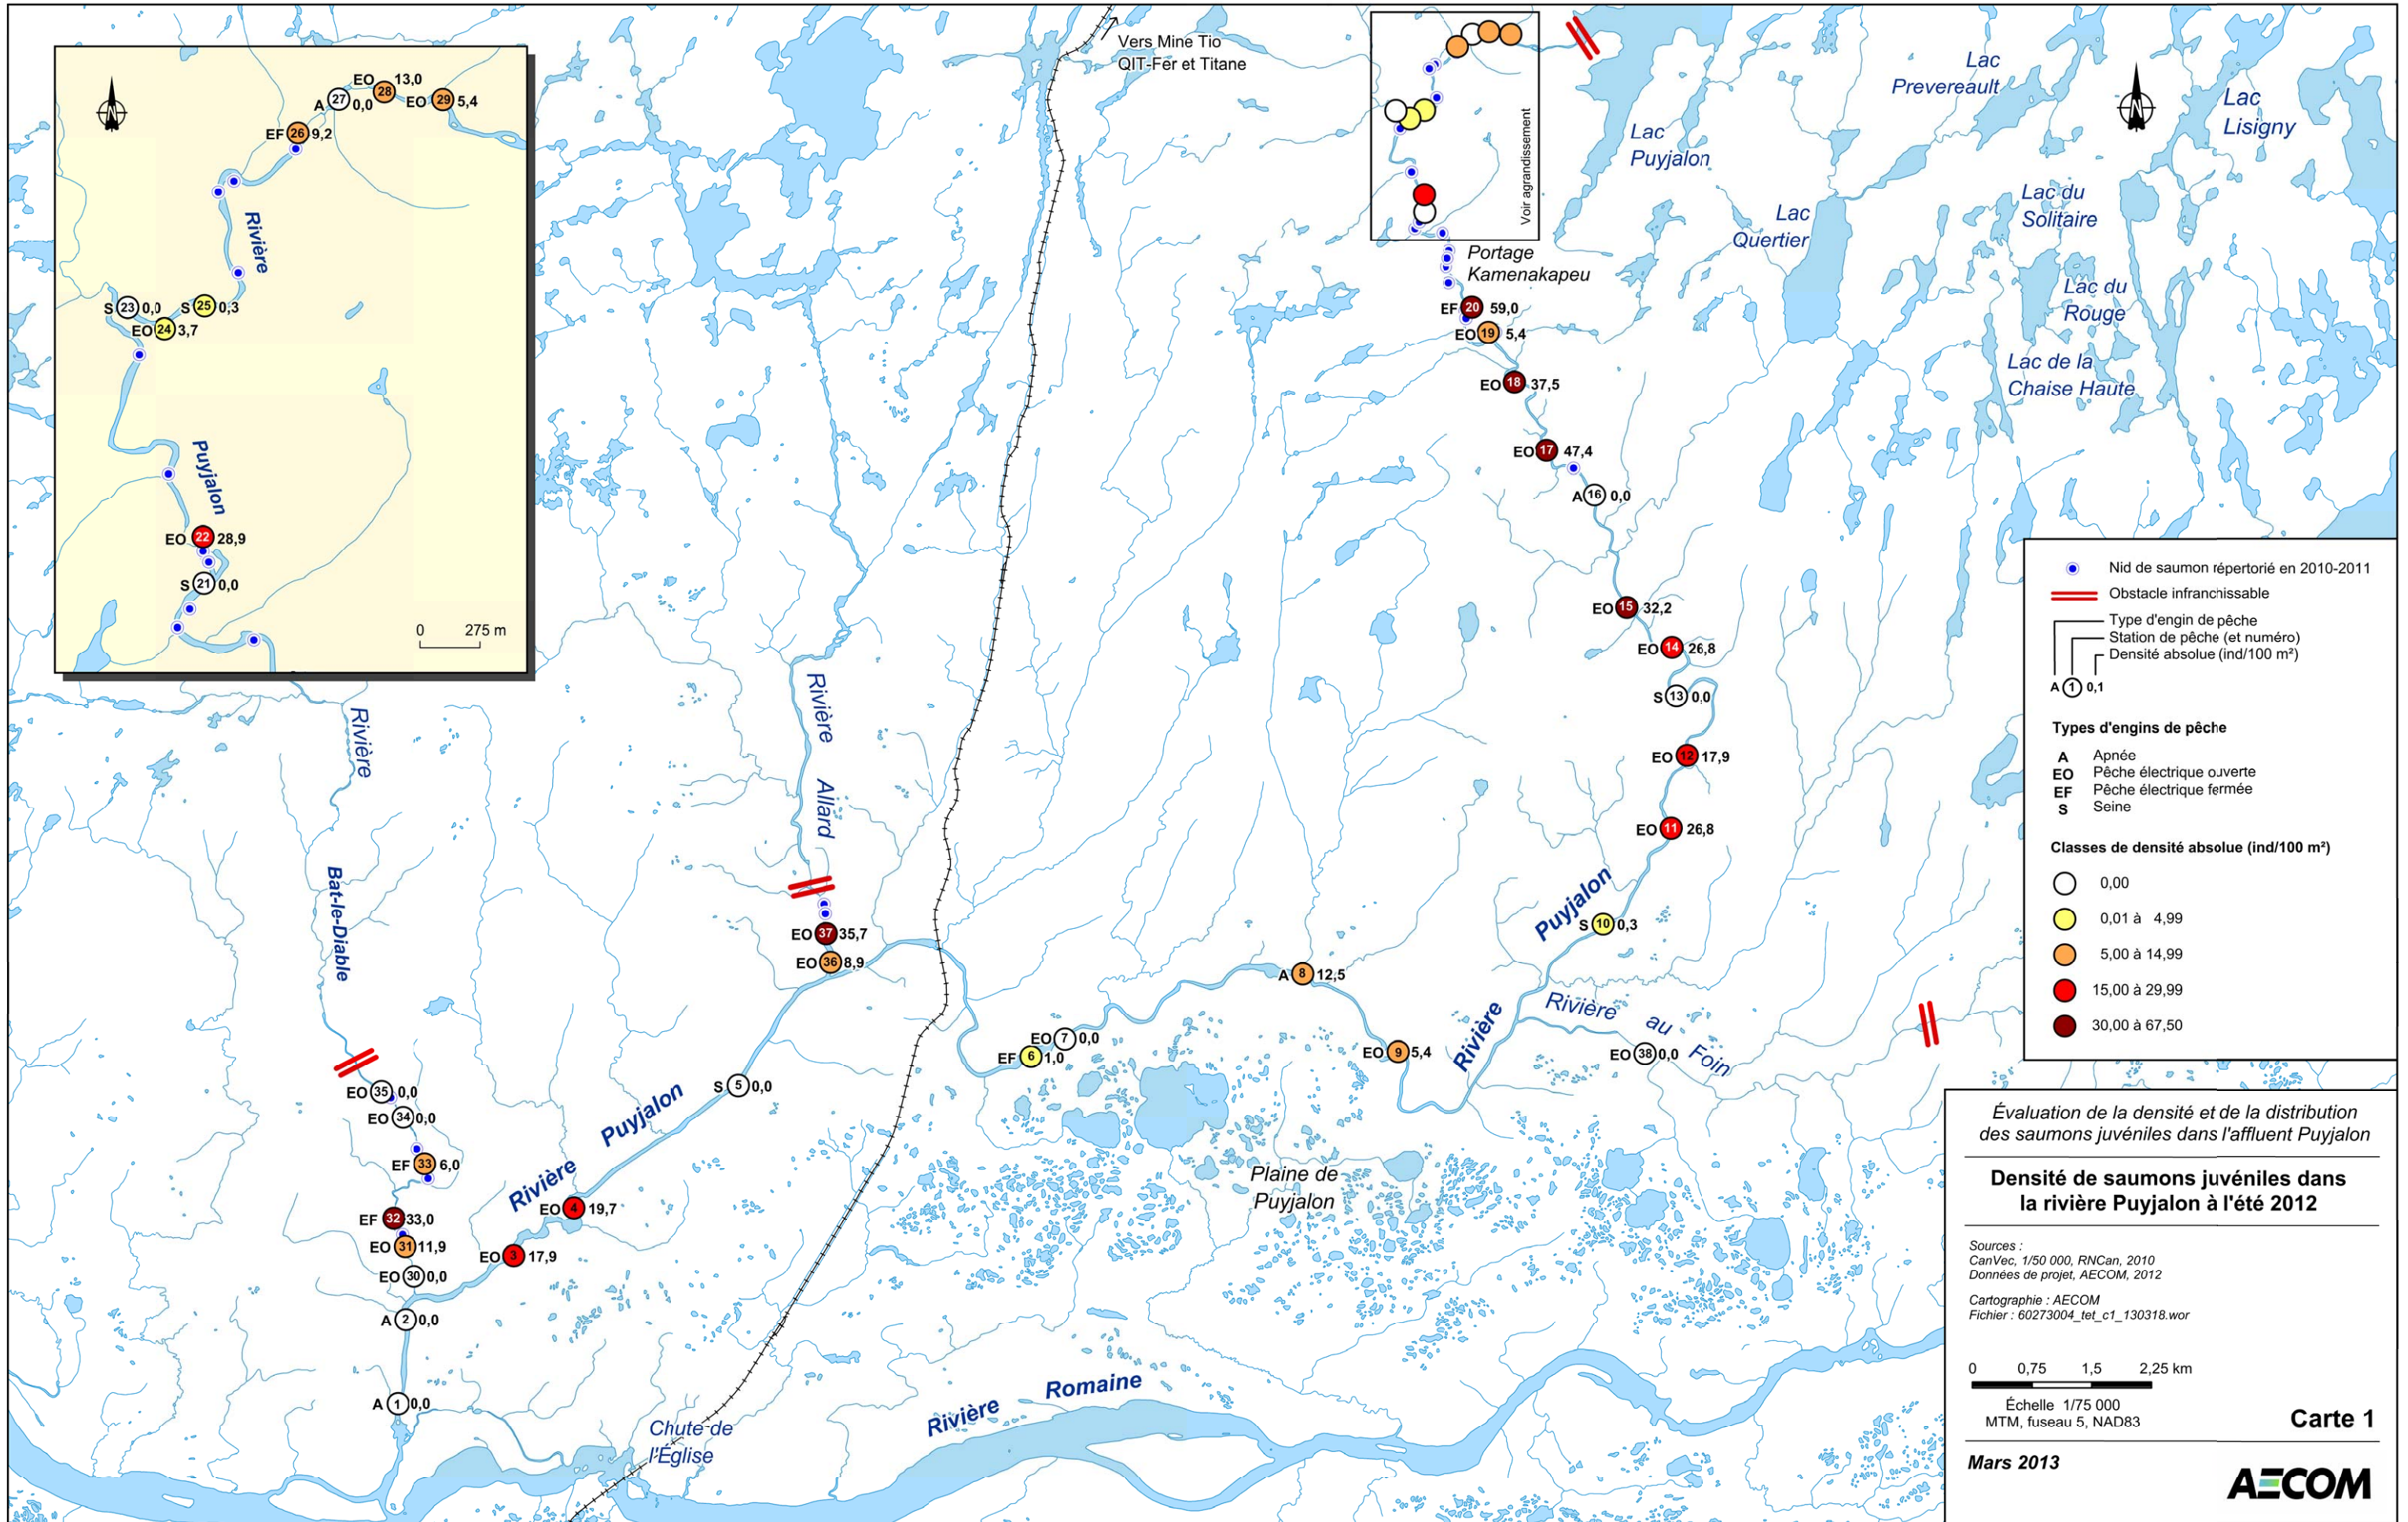 Vers Mine Tio
QIT-Fer et Titane
EO 28 13,0
A 27 0,0
EO 29 5,4
EF 26 9,2
Rivière
S 23 0,0
S 25 0,3
EO 24 3,7
Puyjalon
EO 22 28,9
S 21 0,0
0 275 m
Voir agrandissement
Lac
Puyjalon
Lac
Prevereault
Lac
Lisigny
Lac
Quertier
Lac du
Solitaire
Lac du
Rouge
Lac de la
Chaise Haute
Portage
Kamenakapeu
EF 20 59,0
EO 19 5,4
EO 18 37,5
EO 17 47,4
A 16 0,0
EO 15 32,2
EO 14 26,8
S 13 0,0
EO 12 17,9
EO 11 26,8
Puyjalon
S 10 0,3
Rivière
Rivière au Foin
EO 38 0,0
A 8 12,5
EO 9 5,4
EO 7 0,0
EF 6 1,0
Rivière Allard
EO 37 35,7
EO 36 8,9
Rivière
Bat-le-Diable
EO 35 0,0
EO 34 0,0
EF 33 6,0
EF 32 33,0
EO 31 11,9
EO 30 0,0
S 5 0,0
Rivière Puyjalon
EO 4 19,7
EO 3 17,9
A 2 0,0
A 1 0,0
Plaine de
Puyjalon
Chute de
l'Église
Rivière Romaine
Nid de saumon répertorié en 2010-2011
Obstacle infranchissable
Type d'engin de pêche
Station de pêche (et numéro)
Densité absolue (ind/100 m²)
A 1 0,1
Types d'engins de pêche
A Apnée
EO Pêche électrique ouverte
EF Pêche électrique fermée
S Seine
Classes de densité absolue (ind/100 m²)
0,00
0,01 à 4,99
5,00 à 14,99
15,00 à 29,99
30,00 à 67,50
Évaluation de la densité et de la distribution
des saumons juvéniles dans l'affluent Puyjalon
Densité de saumons juvéniles dans
la rivière Puyjalon à l'été 2012
Sources :
CanVec, 1/50 000, RNCan, 2010
Données de projet, AECOM, 2012
Cartographie : AECOM
Fichier : 60273004_tet_c1_130318.wor
0 0,75 1,5 2,25 km
Échelle 1/75 000
MTM, fuseau 5, NAD83
Carte 1
Mars 2013
AECOM